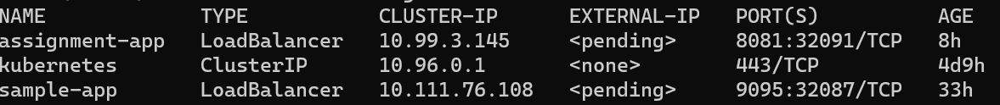 NAME TYPE CLUSTER-IP EXTERNAL-IP PORT(S) AGE
assignment-app LoadBalancer 10.99.3.145 <pending> 8081:32091/TCP 8h
kubernetes ClusterIP 10.96.0.1 <none> 443/TCP 4d9h
sample-app LoadBalancer 10.111.76.108 <pending> 9095:32087/TCP 33h